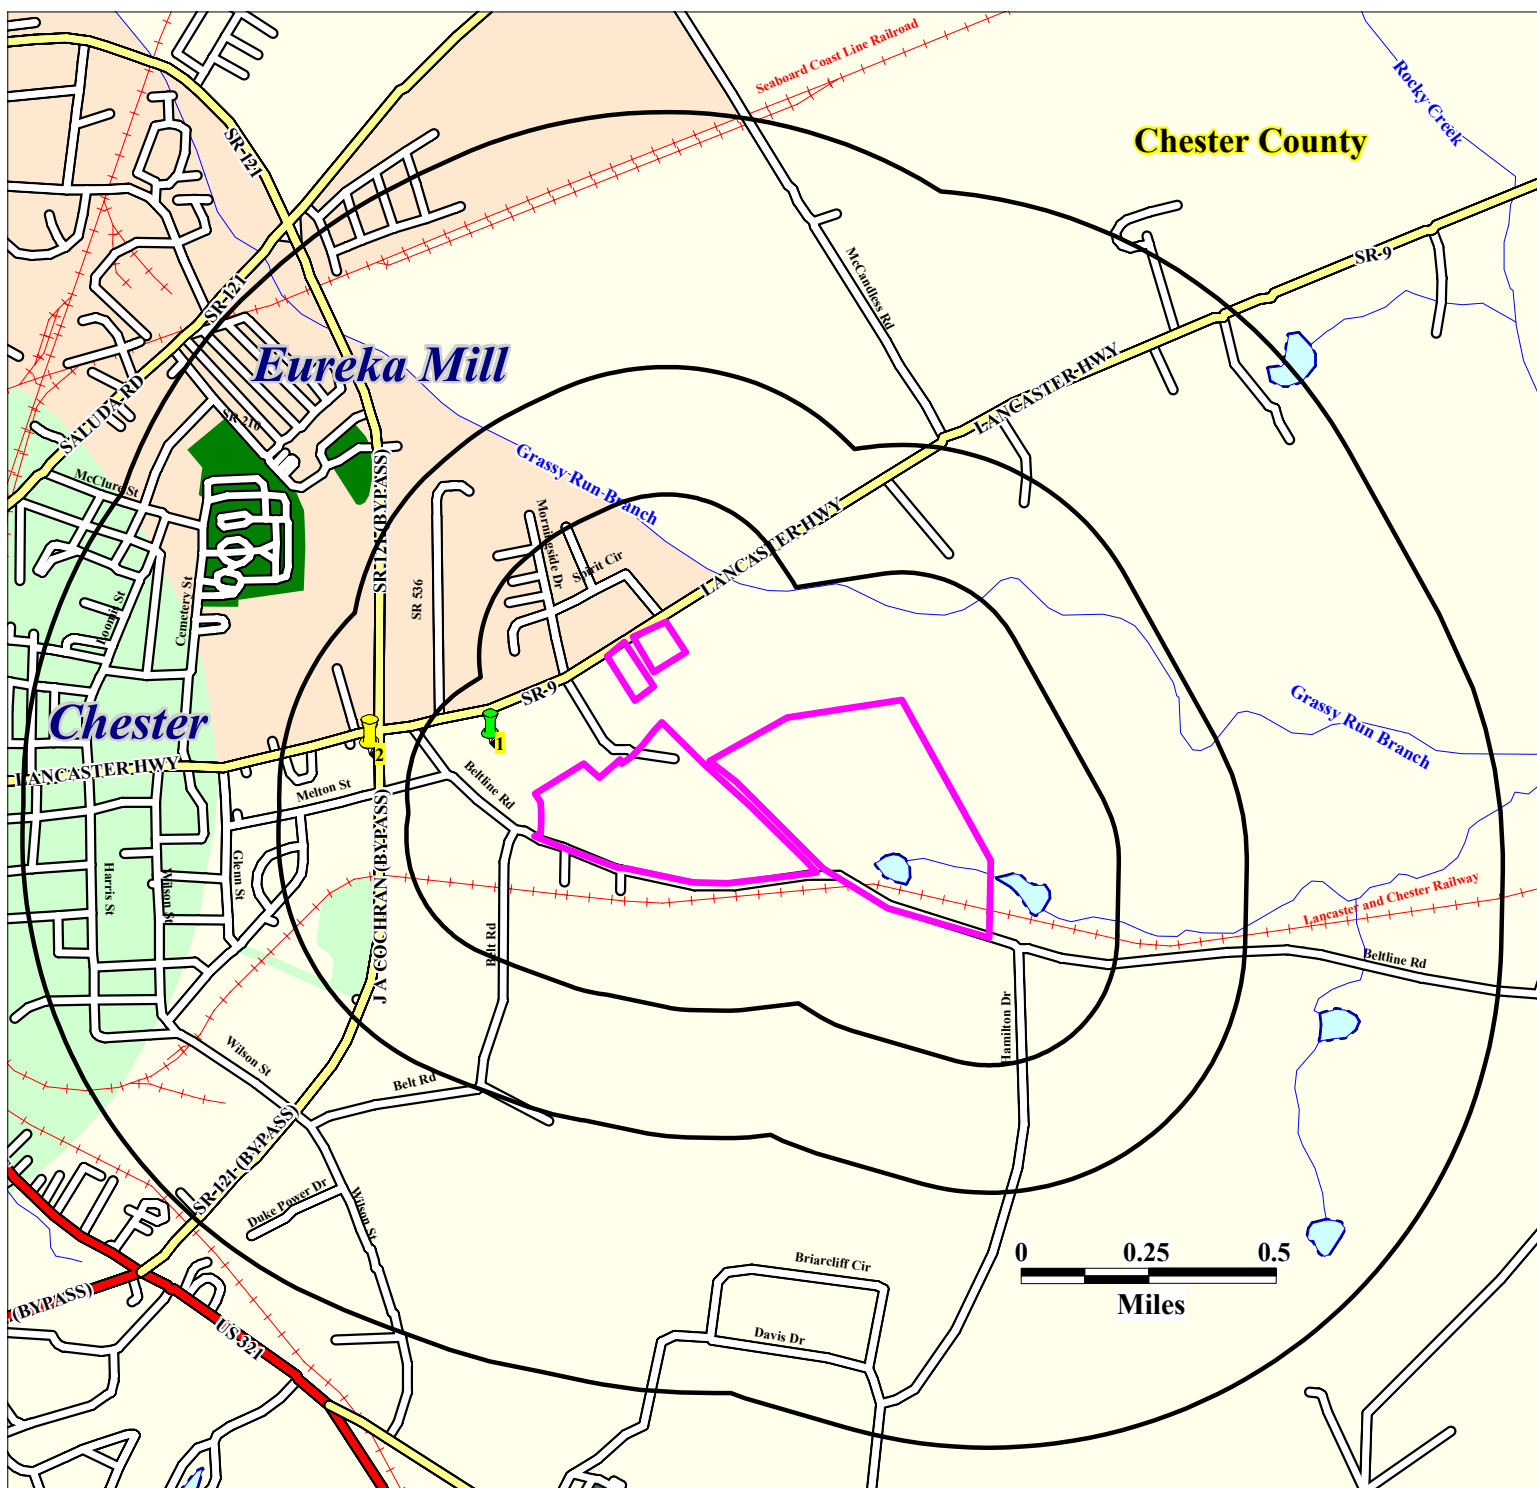 Seaboard Coast Line Railroad
Rocky Creek
Chester County
SR-121
SR-9
McCandless Rd
SR-121
Eureka Mill
LANCASTER HWY
SALUDA RD
SR 210
Grassy Run Branch
McClure St
SR 121 (BYPASS)
LANCASTER HWY
Morningside Dr
Spirit Cir
SR 536
Cemetery St
Loomis St
SR-9
Chester
Grassy Run Branch
1
2
LANCASTER HWY
Melton St
Beltline Rd
J A COCHRAN (BYPASS)
Harris St
Wilson St
Glenn St
Lancaster and Chester Railway
Belt Rd
Beltline Rd
Hamilton Dr
Wilson St
Belt Rd
SR-121 (BYPASS)
Duke Power Dr
Wilson St
0 0.25 0.5
Miles
Briarcliff Cir
Davis Dr
(BYPASS)
US 321